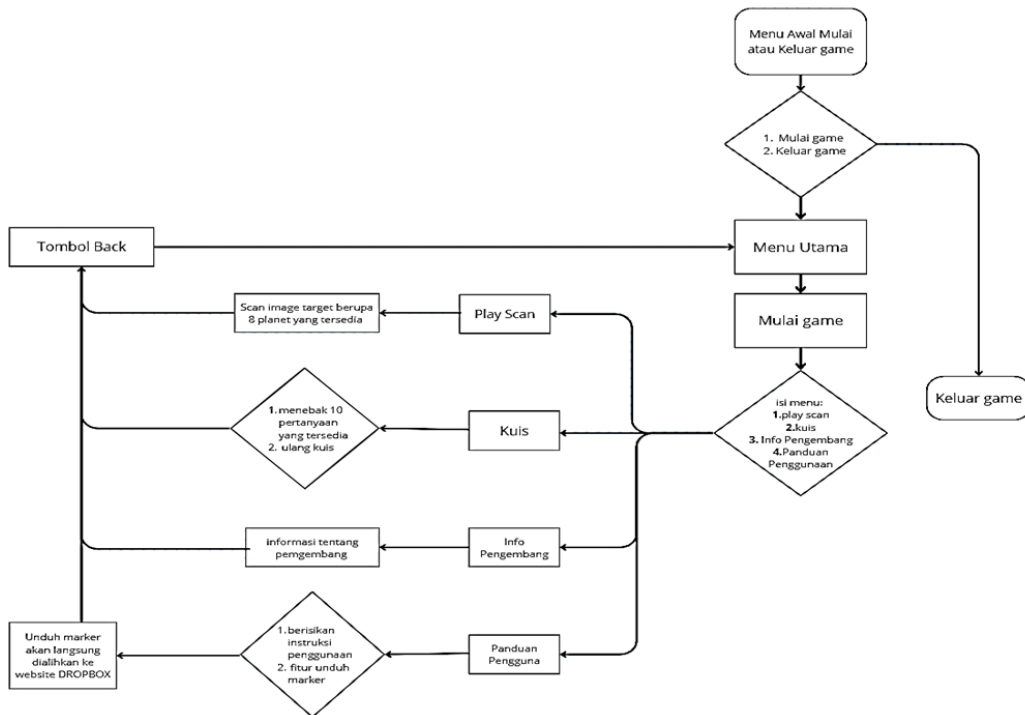 Menu Awal Mulai
atau Keluar game
1. Mulai game
2. Keluar game
Tombol Back
Menu Utama
Scan image target berupa
8 planet yang tersedia
Play Scan
Mulai game
Keluar game
isi menu:
1.play scan
2.kuis
3. Info Pengembang
4.Panduan
Penggunaan
1. menebak 10
pertanyaan
yang tersedia
2. ulang kuis
Kuis
informasi tentang
pemgembang
Info
Pengembang
Unduh marker
akan langsung
dialihkan ke
website DROPBOX
1. berisikan
instruksi
penggunaan
2. fitur unduh
marker
Panduan
Pengguna